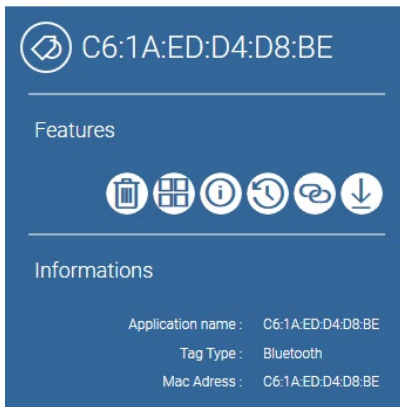 C6:1A:ED:D4:D8:BE
Features
Informations
Application name : C6:1A:ED:D4:D8:BE
Tag Type : Bluetooth
Mac Adress : C6:1A:ED:D4:D8:BE